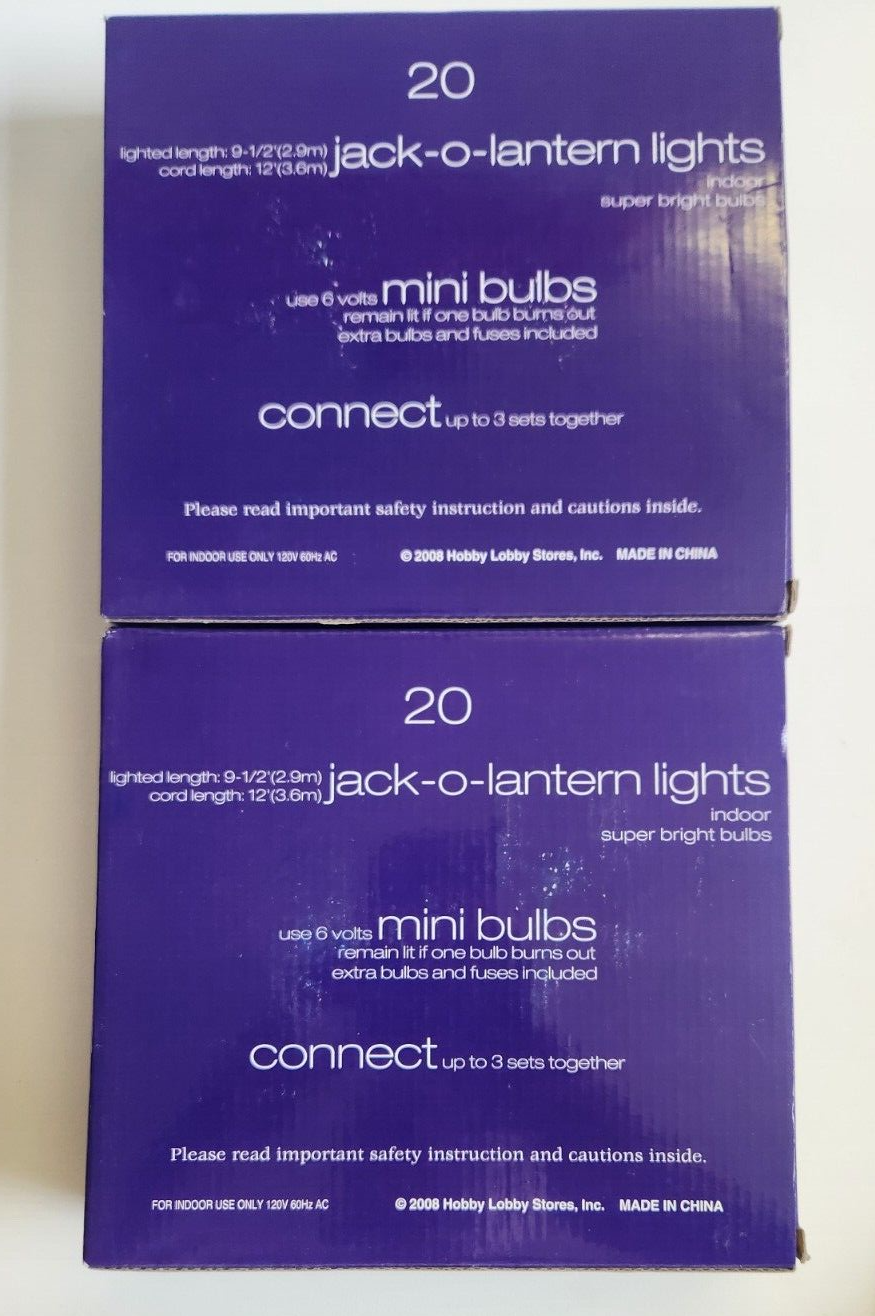 20
lighted length: 9-1/2'(2.9m) jack-o-lantern lights
cord length: 12'(3.6m)
indoor
super bright bulbs
use 6 volts mini bulbs
remain lit if one bulb burns out
extra bulbs and fuses included
connect up to 3 sets together
Please read important safety instruction and cautions inside.
FOR INDOOR USE ONLY 120V 60Hz AC © 2008 Hobby Lobby Stores, Inc. MADE IN CHINA
20
lighted length: 9-1/2'(2.9m) jack-o-lantern lights
cord length: 12'(3.6m)
indoor
super bright bulbs
use 6 volts mini bulbs
remain lit if one bulb burns out
extra bulbs and fuses included
connect up to 3 sets together
Please read important safety instruction and cautions inside.
FOR INDOOR USE ONLY 120V 60Hz AC © 2008 Hobby Lobby Stores, Inc. MADE IN CHINA